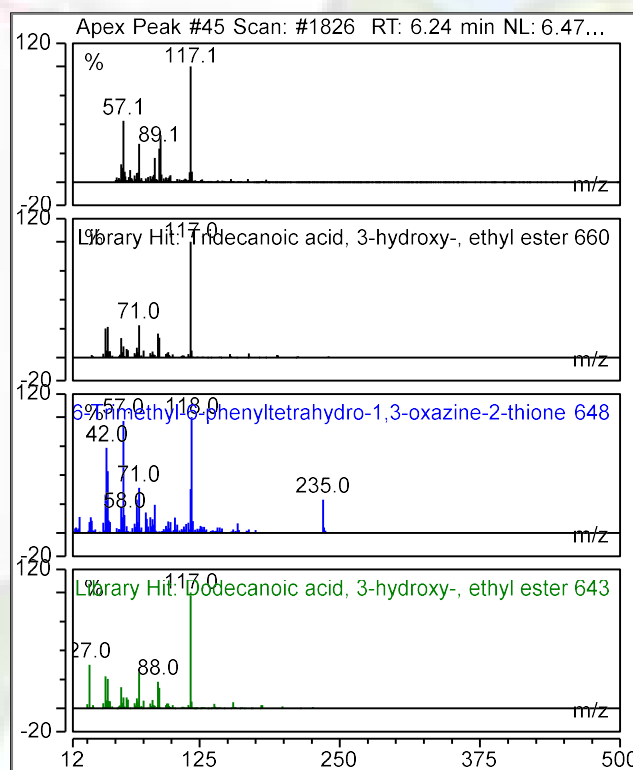 Apex Peak #45 Scan: #1826 RT: 6.24 min NL: 6.47...
120
%
117.1
57.1
89.1
m/z
-20
120
%
Library Hit: Tridecanoic acid, 3-hydroxy-, ethyl ester 660
117.0
71.0
m/z
-20
120
%
57.0
118.0
6-Trimethyl-6-phenyltetrahydro-1,3-oxazine-2-thione 648
42.0
71.0
58.0
235.0
m/z
-20
120
%
117.0
Library Hit: Dodecanoic acid, 3-hydroxy-, ethyl ester 643
27.0
88.0
m/z
-20
12 125 250 375 500